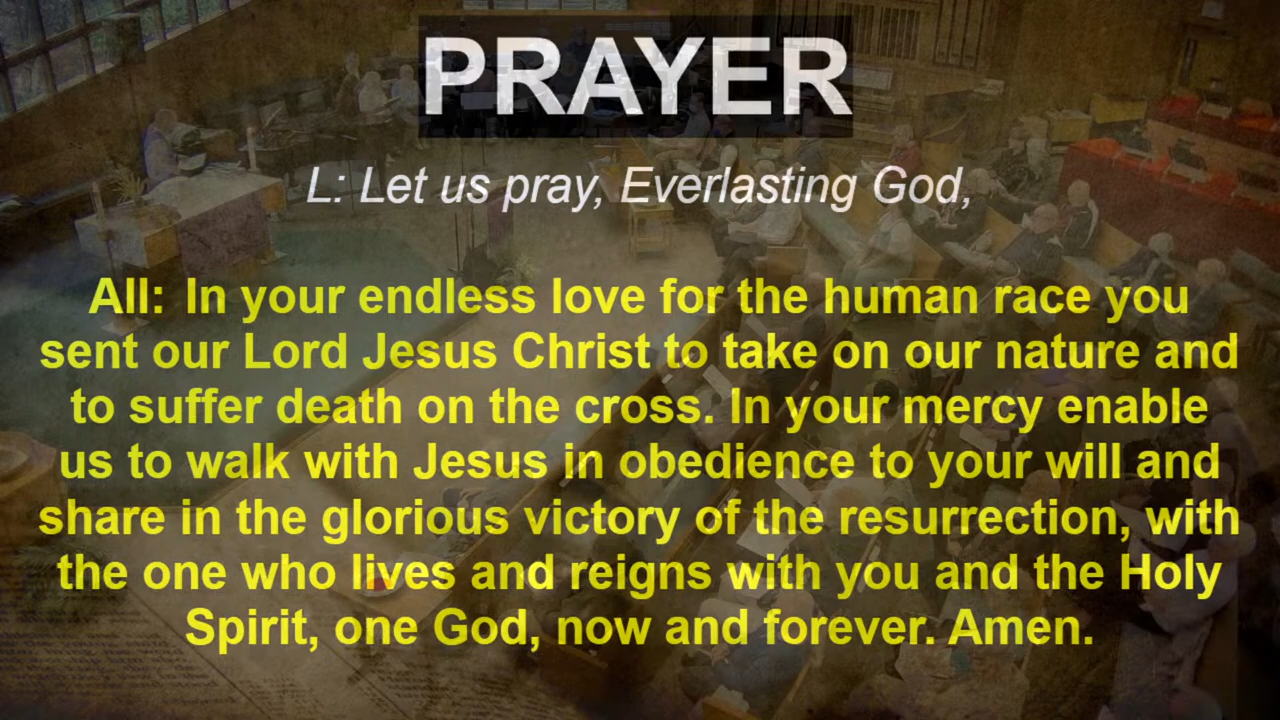 PRAYER
L: Let us pray, Everlasting God,
All: In your endless love for the human race you
sent our Lord Jesus Christ to take on our nature and
to suffer death on the cross. In your mercy enable
us to walk with Jesus in obedience to your will and
share in the glorious victory of the resurrection, with
the one who lives and reigns with you and the Holy
Spirit, one God, now and forever. Amen.